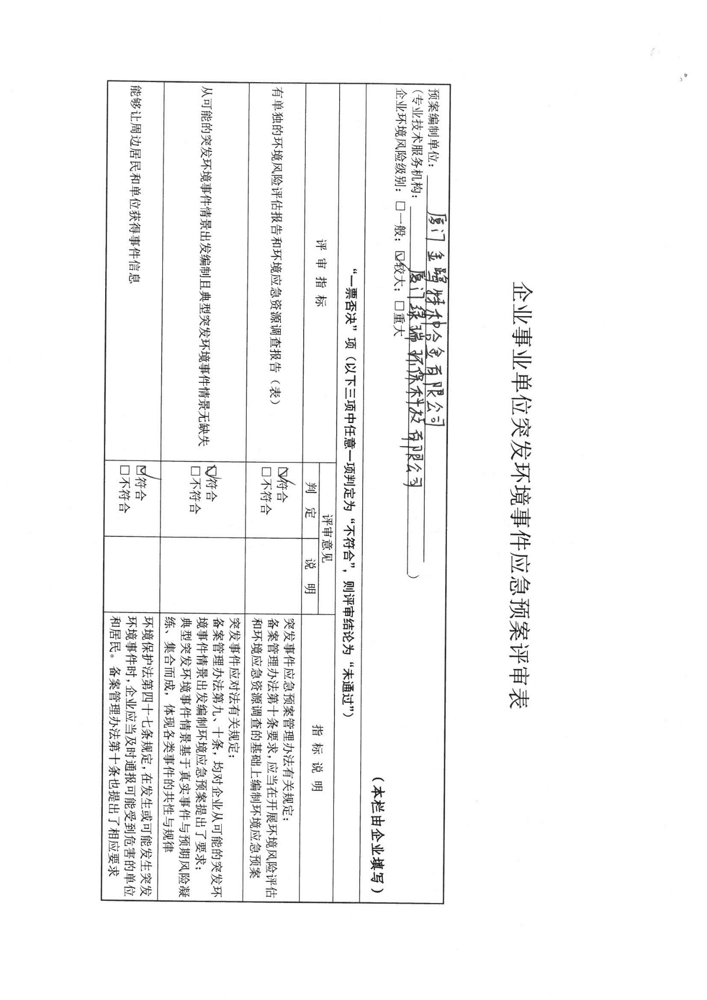 企业事业单位突发环境事件应急预案评审表
预案编制单位：厦门金鹭特种合金有限公司
（专业技术服务机构：厦门绿瑞环保科技有限公司）
企业环境风险级别：□一般；☑较大；□重大
（本栏由企业填写）
“一票否决”项（以下三项中任意一项判定为“不符合”，则评审结论为“未通过”）
评审指标
评审意见
判定
说明
指标说明
有单独的环境风险评估报告和环境应急资源调查报告（表）
☑符合
□不符合
突发事件应急预案管理办法有关规定；
备案管理办法第十条要求，应当在开展环境风险评估
和环境应急资源调查的基础上编制环境应急预案
从可能的突发环境事件情景出发编制且典型突发环境事件情景无缺失
☑符合
□不符合
突发事件应对法有关规定；
备案管理办法第九、十条，均对企业从可能的突发环
境事件情景出发编制环境应急预案提出了要求；
典型突发环境事件情景基于真实事件与预期风险凝
练、集合而成，体现各类事件的共性与规律
能够让周边居民和单位获得事件信息
☑符合
□不符合
环境保护法第四十七条规定，在发生或可能发生突发
环境事件时，企业应当及时通报可能受到危害的单位
和居民。备案管理办法第十条也提出了相应要求